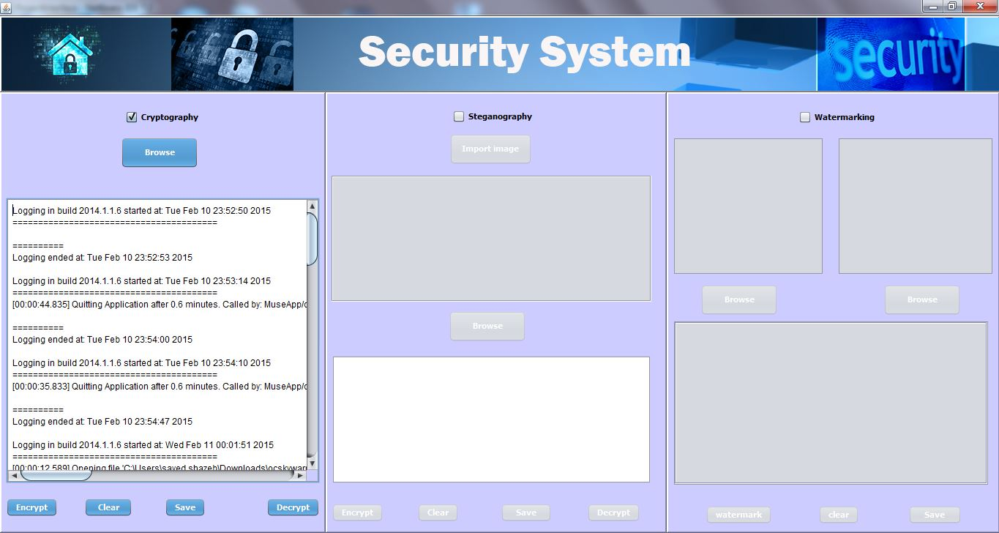 Security System
security
Cryptography
Browse
Logging in build 2014.1.1.6 started at: Tue Feb 10 23:52:50 2015
========================================
==========
Logging ended at: Tue Feb 10 23:52:53 2015
Logging in build 2014.1.1.6 started at: Tue Feb 10 23:53:14 2015
========================================
[00:00:44.835] Quitting Application after 0.6 minutes. Called by: MuseApp/
==========
Logging ended at: Tue Feb 10 23:54:00 2015
Logging in build 2014.1.1.6 started at: Tue Feb 10 23:54:10 2015
========================================
[00:00:35.833] Quitting Application after 0.6 minutes. Called by: MuseApp/
==========
Logging ended at: Tue Feb 10 23:54:47 2015
Logging in build 2014.1.1.6 started at: Wed Feb 11 00:01:51 2015
========================================
[00:00:12.589] Opening file
Encrypt
Clear
Save
Decrypt
Steganography
Import image
Browse
Encrypt
Clear
Save
Decrypt
Watermarking
Browse
Browse
watermark
clear
Save